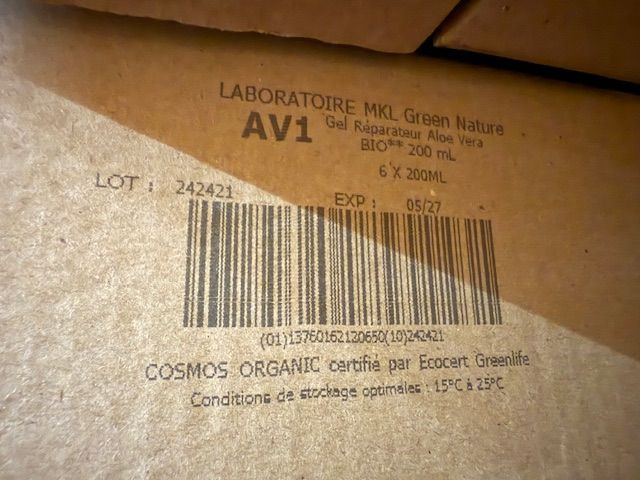 LABORATOIRE MKL Green Nature
AV1 Gel Réparateur Aloe Vera
BIO** 200 mL
6 X 200ML
LOT : 242421 EXP : 05/27
(01)13760162120650(10)242421
COSMOS ORGANIC certifié par Ecocert Greenlife
Conditions de stockage optimales : 15°C à 25°C